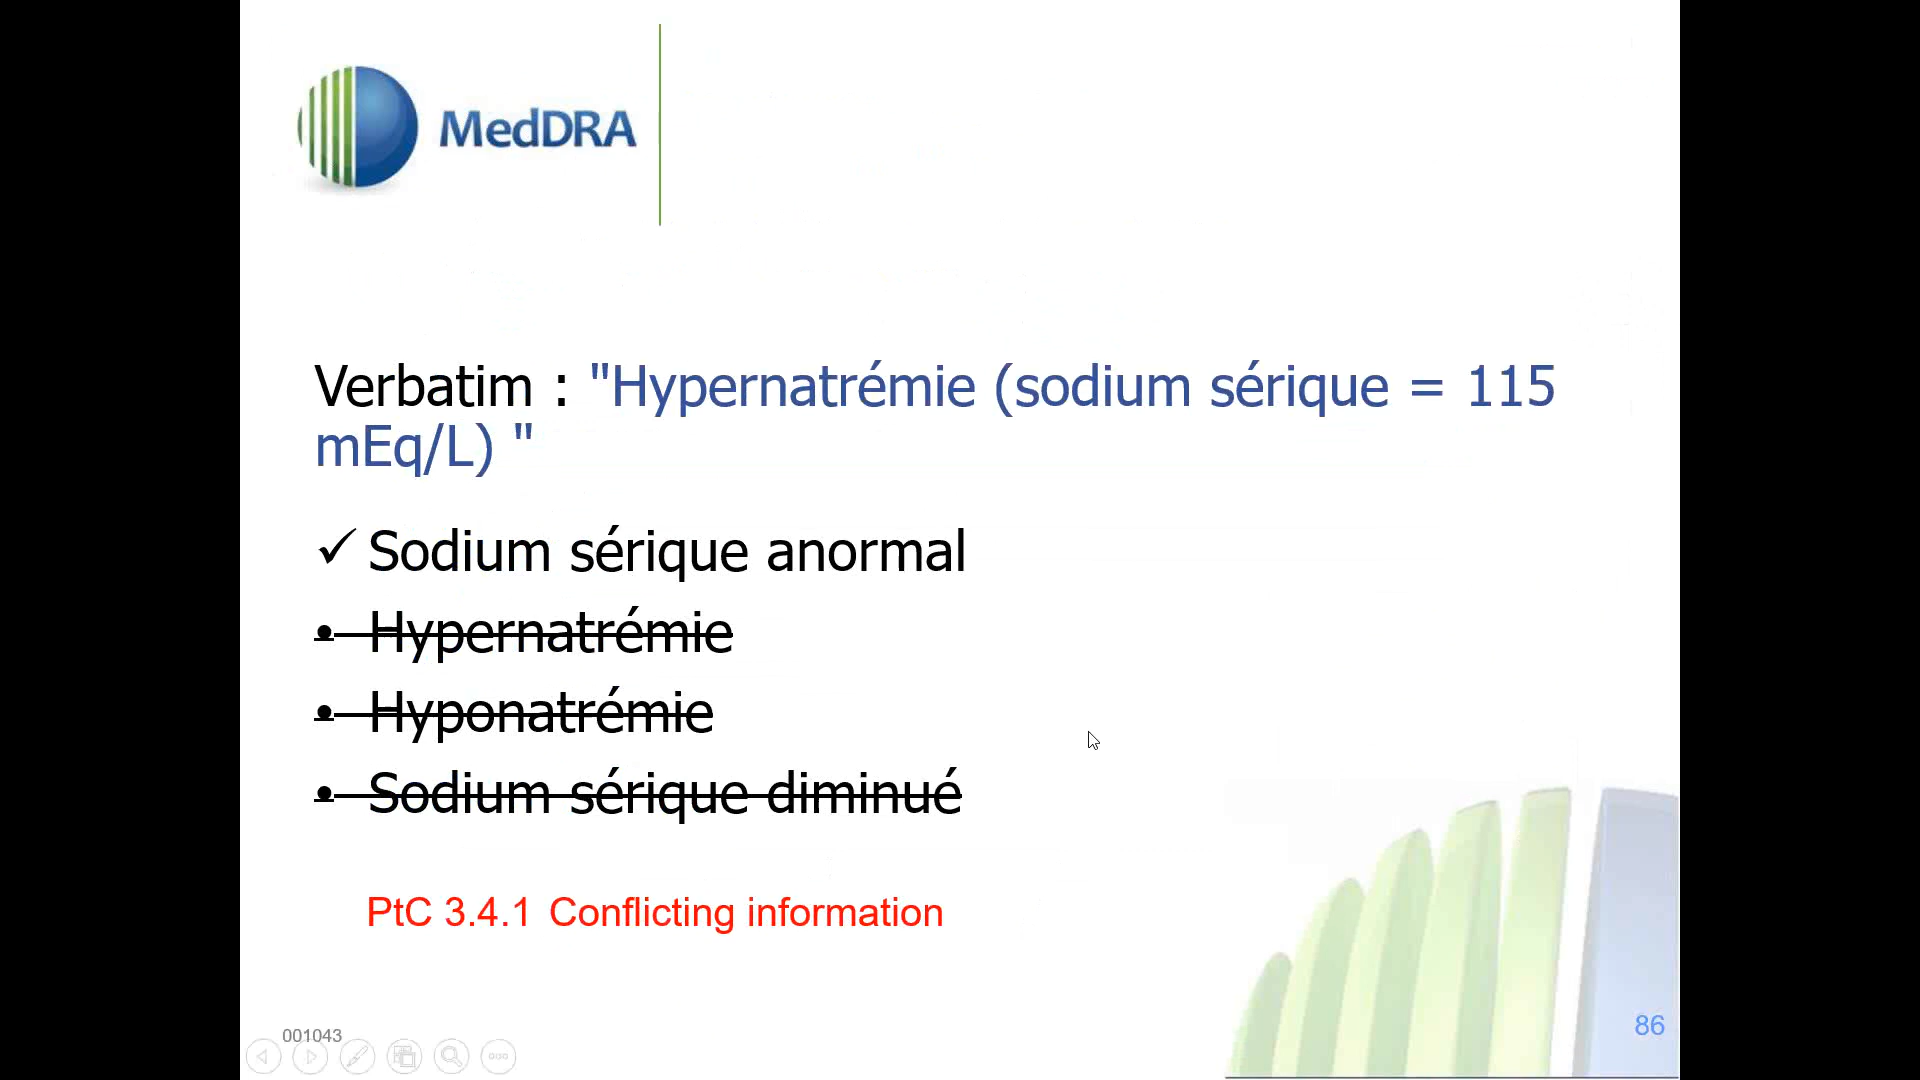 MedDRA
Verbatim : "Hypernatrémie (sodium sérique = 115
mEq/L) "
✓ Sodium sérique anormal
• Hypernatrémie
• Hyponatrémie
• Sodium sérique diminué
PtC 3.4.1 Conflicting information
001043
86